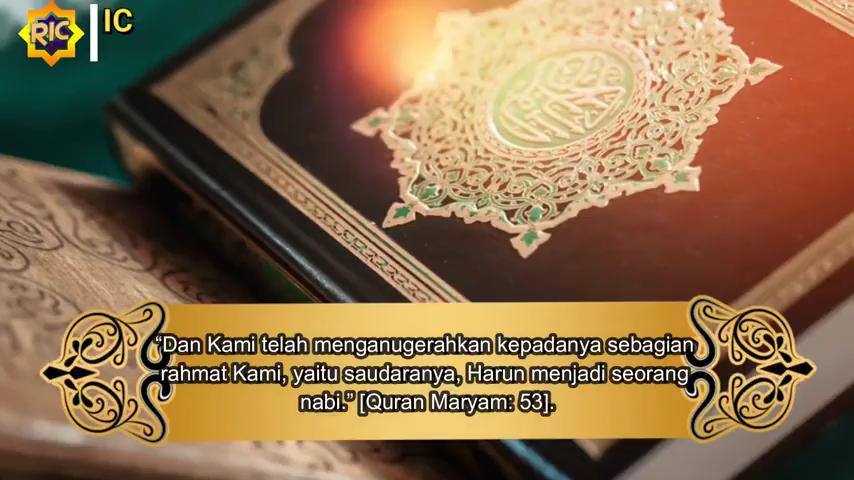 RIC
IC
“Dan Kami telah menganugerahkan kepadanya sebagian
rahmat Kami, yaitu saudaranya, Harun menjadi seorang
nabi.” [Quran Maryam: 53].